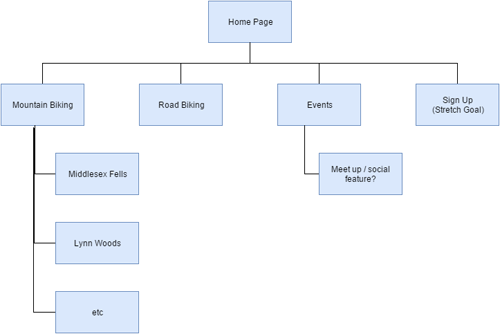 Home Page
Mountain Biking
Road Biking
Events
Sign Up
(Stretch Goal)
Middlesex Fells
Meet up / social
feature?
Lynn Woods
etc